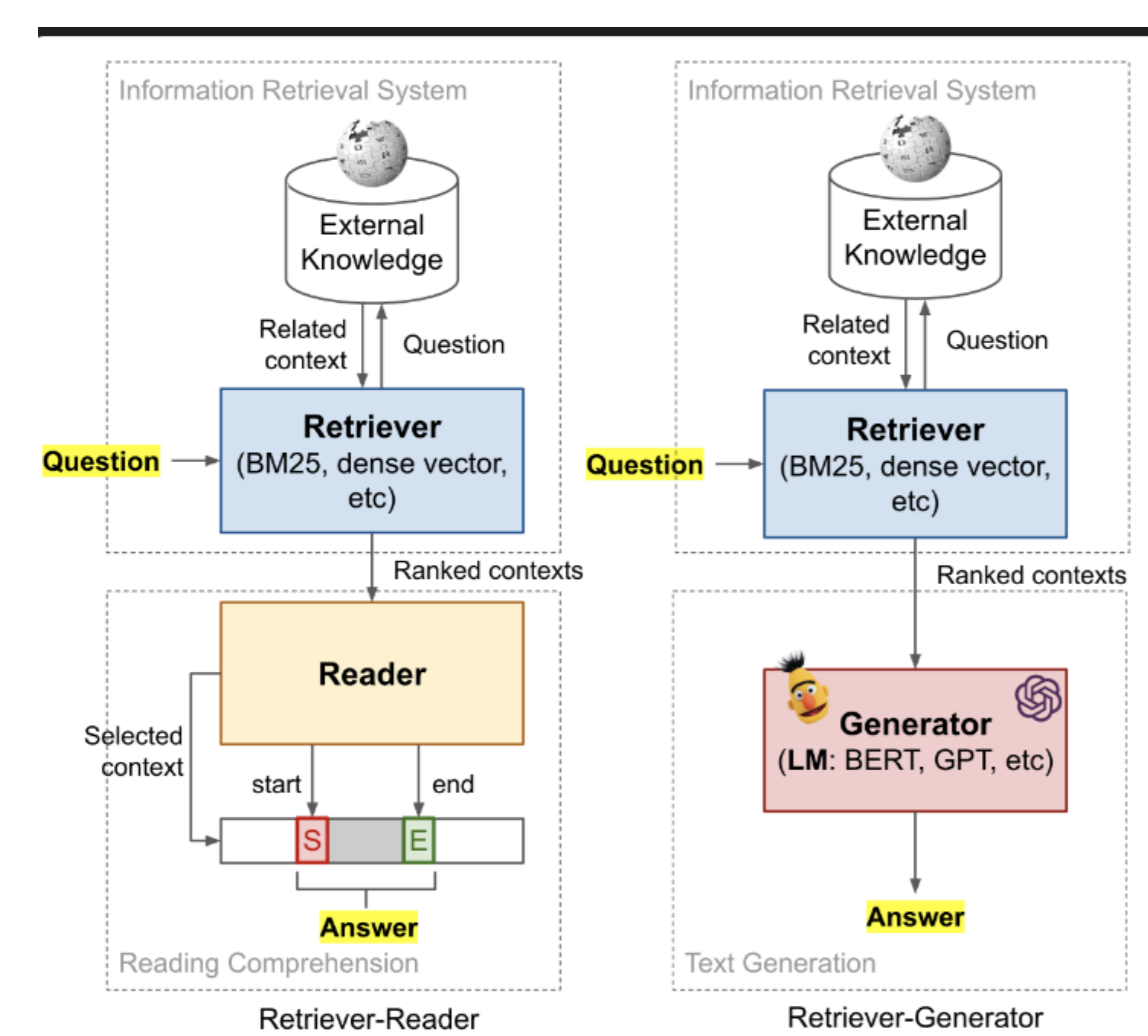 Information Retrieval System
External
Knowledge
Related
context
Question
Question
Retriever
(BM25, dense vector,
etc)
Ranked contexts
Reader
Selected
context
start
end
S
E
Answer
Reading Comprehension
Retriever-Reader
Information Retrieval System
External
Knowledge
Related
context
Question
Question
Retriever
(BM25, dense vector,
etc)
Ranked contexts
Generator
(LM: BERT, GPT, etc)
Answer
Text Generation
Retriever-Generator